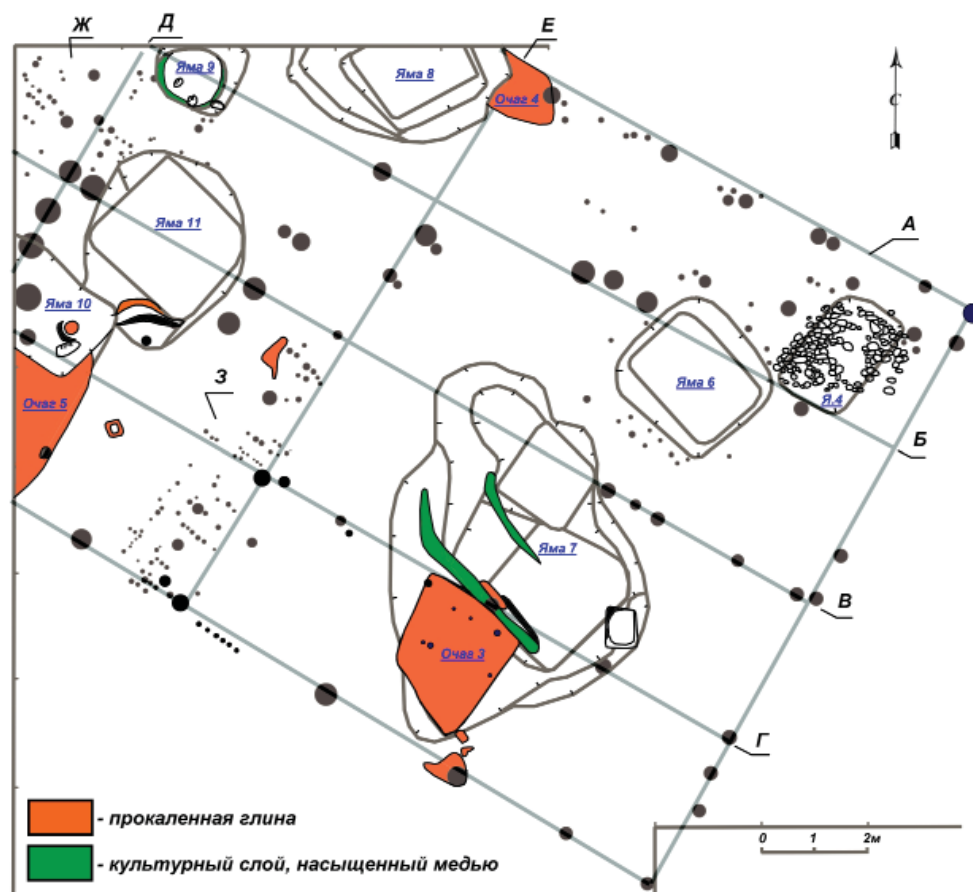 Ж
Д
Е
Яма 9
Яма 8
Очаг 4
С
Яма 11
А
Яма 10
Яма 6
Я.4
Очаг 5
З
Б
Яма 7
В
Очаг 3
Г
- прокаленная глина
0 1 2м
- культурный слой, насыщенный медью